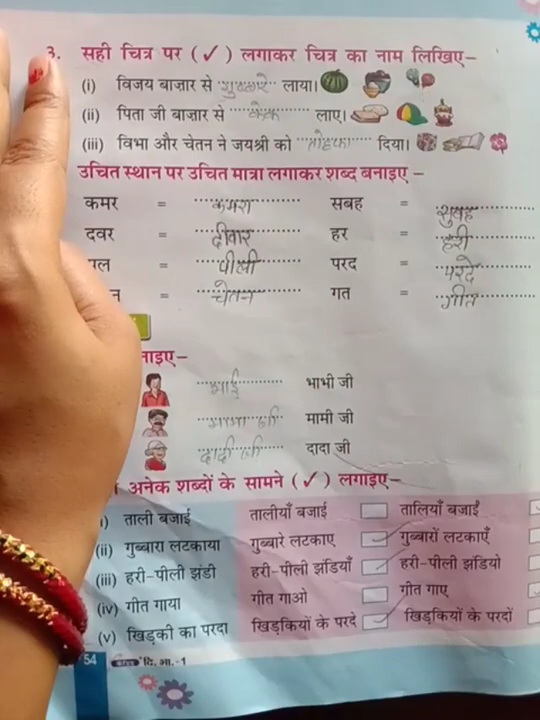 3. सही चित्र पर (✓) लगाकर चित्र का नाम लिखिए–
(i) विजय बाज़ार से गुब्बारे लाया।
(ii) पिता जी बाज़ार से केक लाए।
(iii) विभा और चेतन ने जयश्री को तोहफा दिया।
उचित स्थान पर उचित मात्रा लगाकर शब्द बनाइए –
कमर = कमरा सबह = सुबह
दवर = दीवार हर = हरी
पल = पीली परद = परदे
न = चेतन गत = गीत
नाइए–
भाई भाभी जी
मामा जी मामी जी
दादी जी दादा जी
अनेक शब्दों के सामने (✓) लगाइए–
i) ताली बजाई तालीयाँ बजाई तालियाँ बजाईं
(ii) गुब्बारा लटकाया गुब्बारे लटकाए ✓ गुब्बारों लटकाएँ
(iii) हरी-पीली झंडी हरी-पीली झंडियाँ ✓ हरी-पीली झंडियो
(iv) गीत गाया गीत गाओ गीत गाए
(v) खिड़की का परदा खिड़कियों के परदे ✓ खिड़कियों के परदों
54 हि. भा.-1